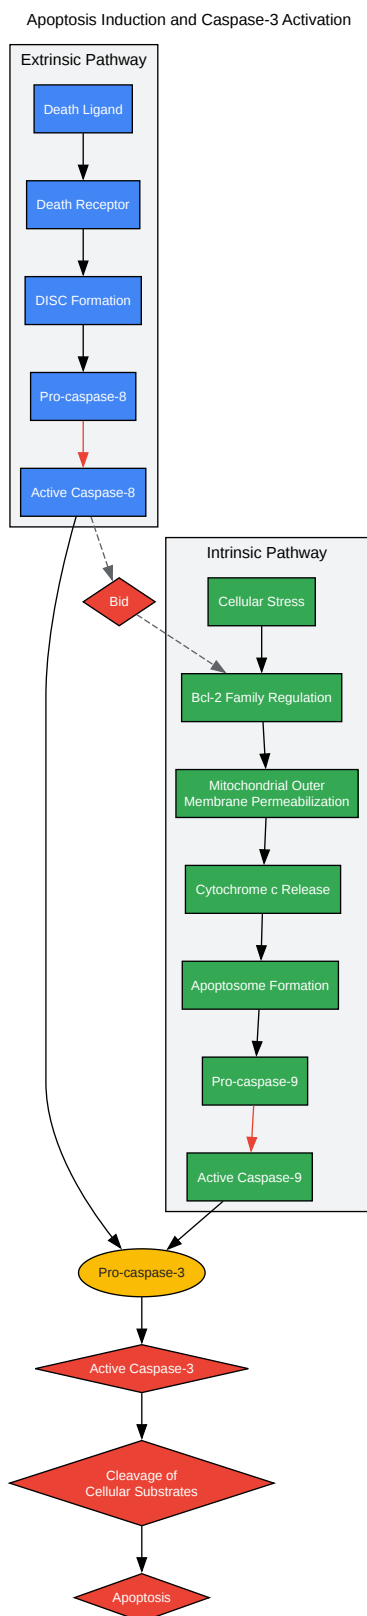 Apoptosis Induction and Caspase-3 Activation
Extrinsic Pathway
Death Ligand
Death Receptor
DISC Formation
Pro-caspase-8
Active Caspase-8
Intrinsic Pathway
Cellular Stress
Bid
Bcl-2 Family Regulation
Mitochondrial Outer
Membrane Permeabilization
Cytochrome c Release
Apoptosome Formation
Pro-caspase-9
Active Caspase-9
Pro-caspase-3
Active Caspase-3
Cleavage of
Cellular Substrates
Apoptosis